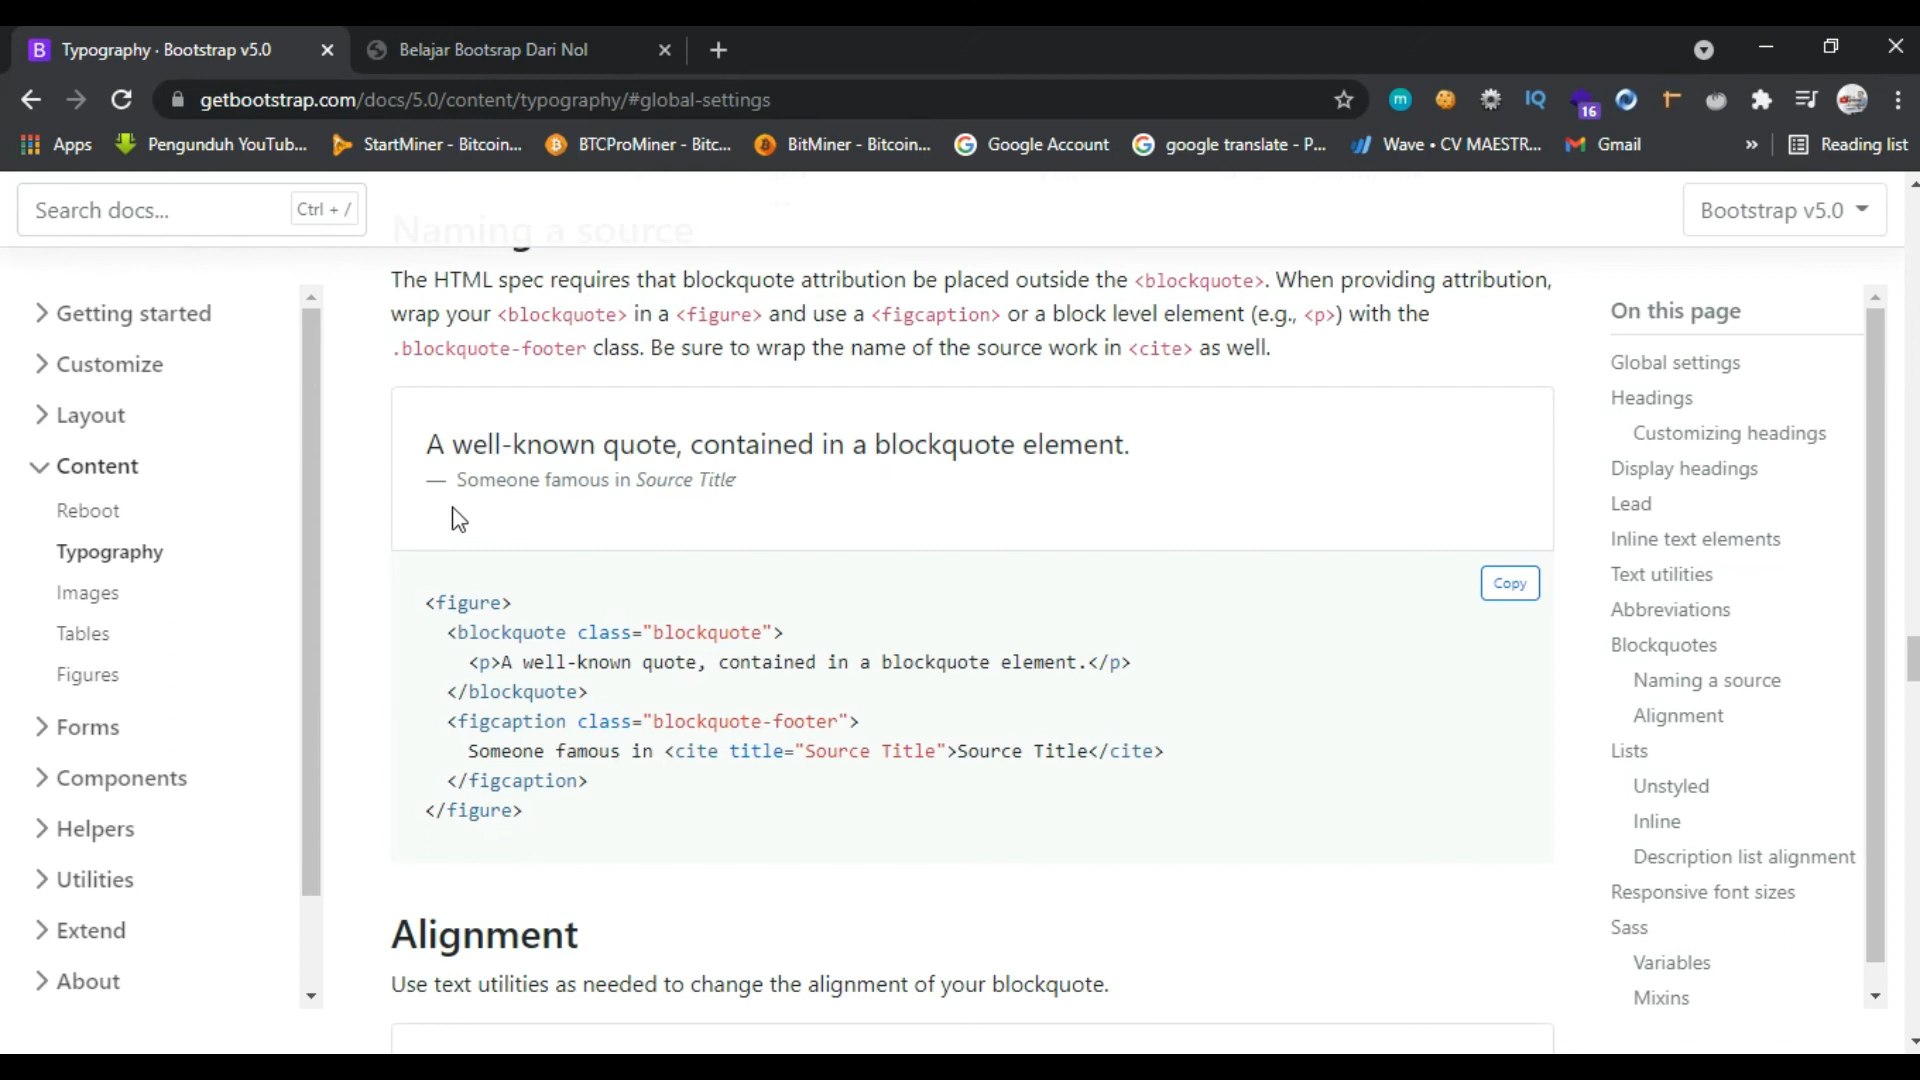 Typography · Bootstrap v5.0
Belajar Bootsrap Dari Nol
getbootstrap.com/docs/5.0/content/typography/#global-settings
m
IQ
16
Apps
Pengunduh YouTub...
StartMiner - Bitcoin...
BTCProMiner - Bitc...
BitMiner - Bitcoin...
Google Account
google translate - P...
Wave • CV MAESTR...
Gmail
»
Reading list
Search docs...
Ctrl + /
Bootstrap v5.0
Naming a source
The HTML spec requires that blockquote attribution be placed outside the <blockquote>. When providing attribution,
wrap your <blockquote> in a <figure> and use a <figcaption> or a block level element (e.g., <p>) with the
.blockquote-footer class. Be sure to wrap the name of the source work in <cite> as well.
A well-known quote, contained in a blockquote element.
— Someone famous in Source Title
Copy
<figure>
<blockquote class="blockquote">
<p>A well-known quote, contained in a blockquote element.</p>
</blockquote>
<figcaption class="blockquote-footer">
Someone famous in <cite title="Source Title">Source Title</cite>
</figcaption>
</figure>
Alignment
Use text utilities as needed to change the alignment of your blockquote.
Getting started
Customize
Layout
Content
Reboot
Typography
Images
Tables
Figures
Forms
Components
Helpers
Utilities
Extend
About
On this page
Global settings
Headings
Customizing headings
Display headings
Lead
Inline text elements
Text utilities
Abbreviations
Blockquotes
Naming a source
Alignment
Lists
Unstyled
Inline
Description list alignment
Responsive font sizes
Sass
Variables
Mixins